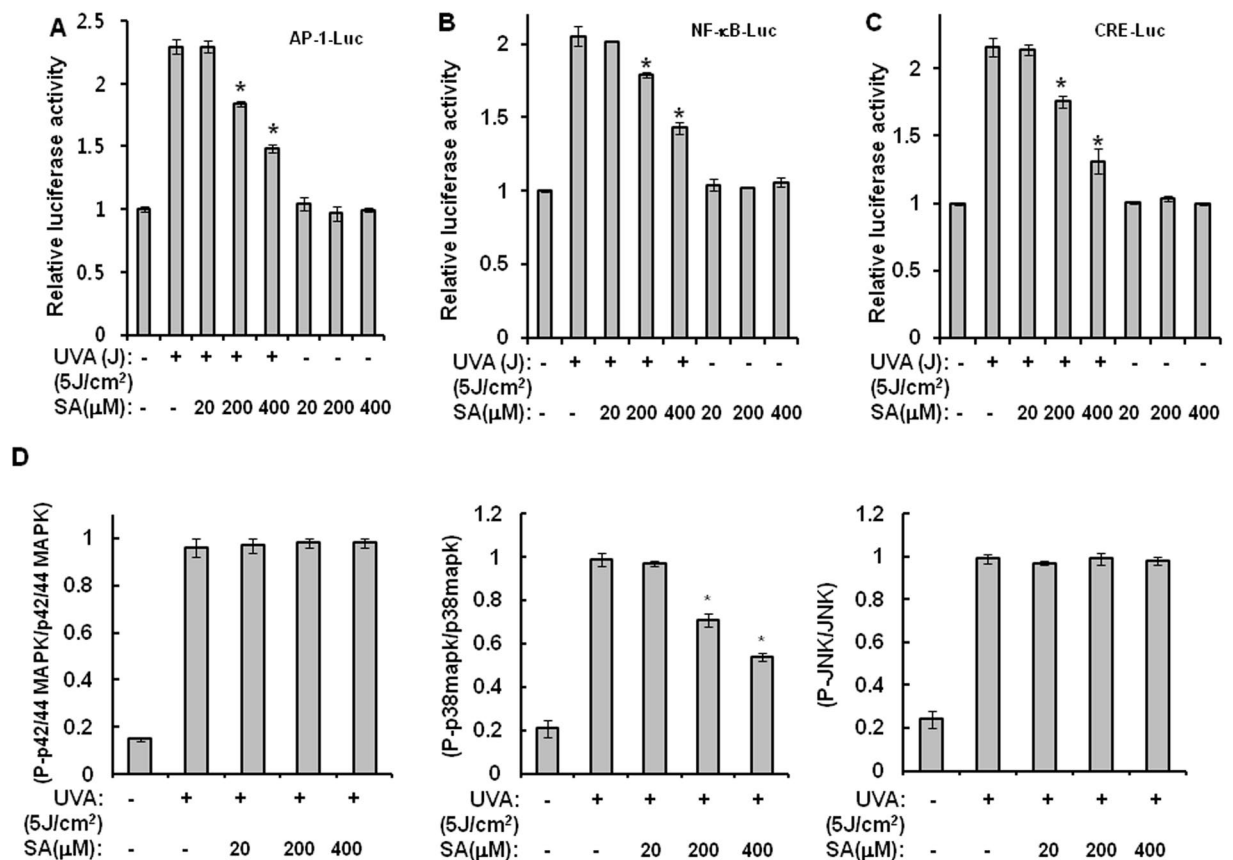 A
AP-1-Luc
Relative luciferase activity
2.5
2
1.5
1
0.5
0
UVA (J): - + + + + - - -
(5J/cm²)
SA(μM): - - 20 200 400 20 200 400
* *
B
NF-κB-Luc
Relative luciferase activity
2
1.5
1
0.5
0
UVA (J): - + + + + - - -
(5J/cm²)
SA(μM): - - 20 200 400 20 200 400
* *
C
CRE-Luc
Relative luciferase activity
2
1.5
1
0.5
0
UVA (J): - + + + + - - -
(5J/cm²)
SA(μM): - - 20 200 400 20 200 400
* *
D
(P-p42/44 MAPK/p42/44 MAPK)
1
0.8
0.6
0.4
0.2
0
UVA: - + + + +
(5J/cm²)
SA(μM): 20 200 400
(P-p38mapk/p38mapk)
1.2
1
0.8
0.6
0.4
0.2
0
UVA: - + + + +
(5J/cm²)
SA(μM): 20 200 400
* *
(P-JNK/JNK)
1.2
1
0.8
0.6
0.4
0.2
0
UVA: - + + + +
(5J/cm²)
SA(μM): 20 200 400